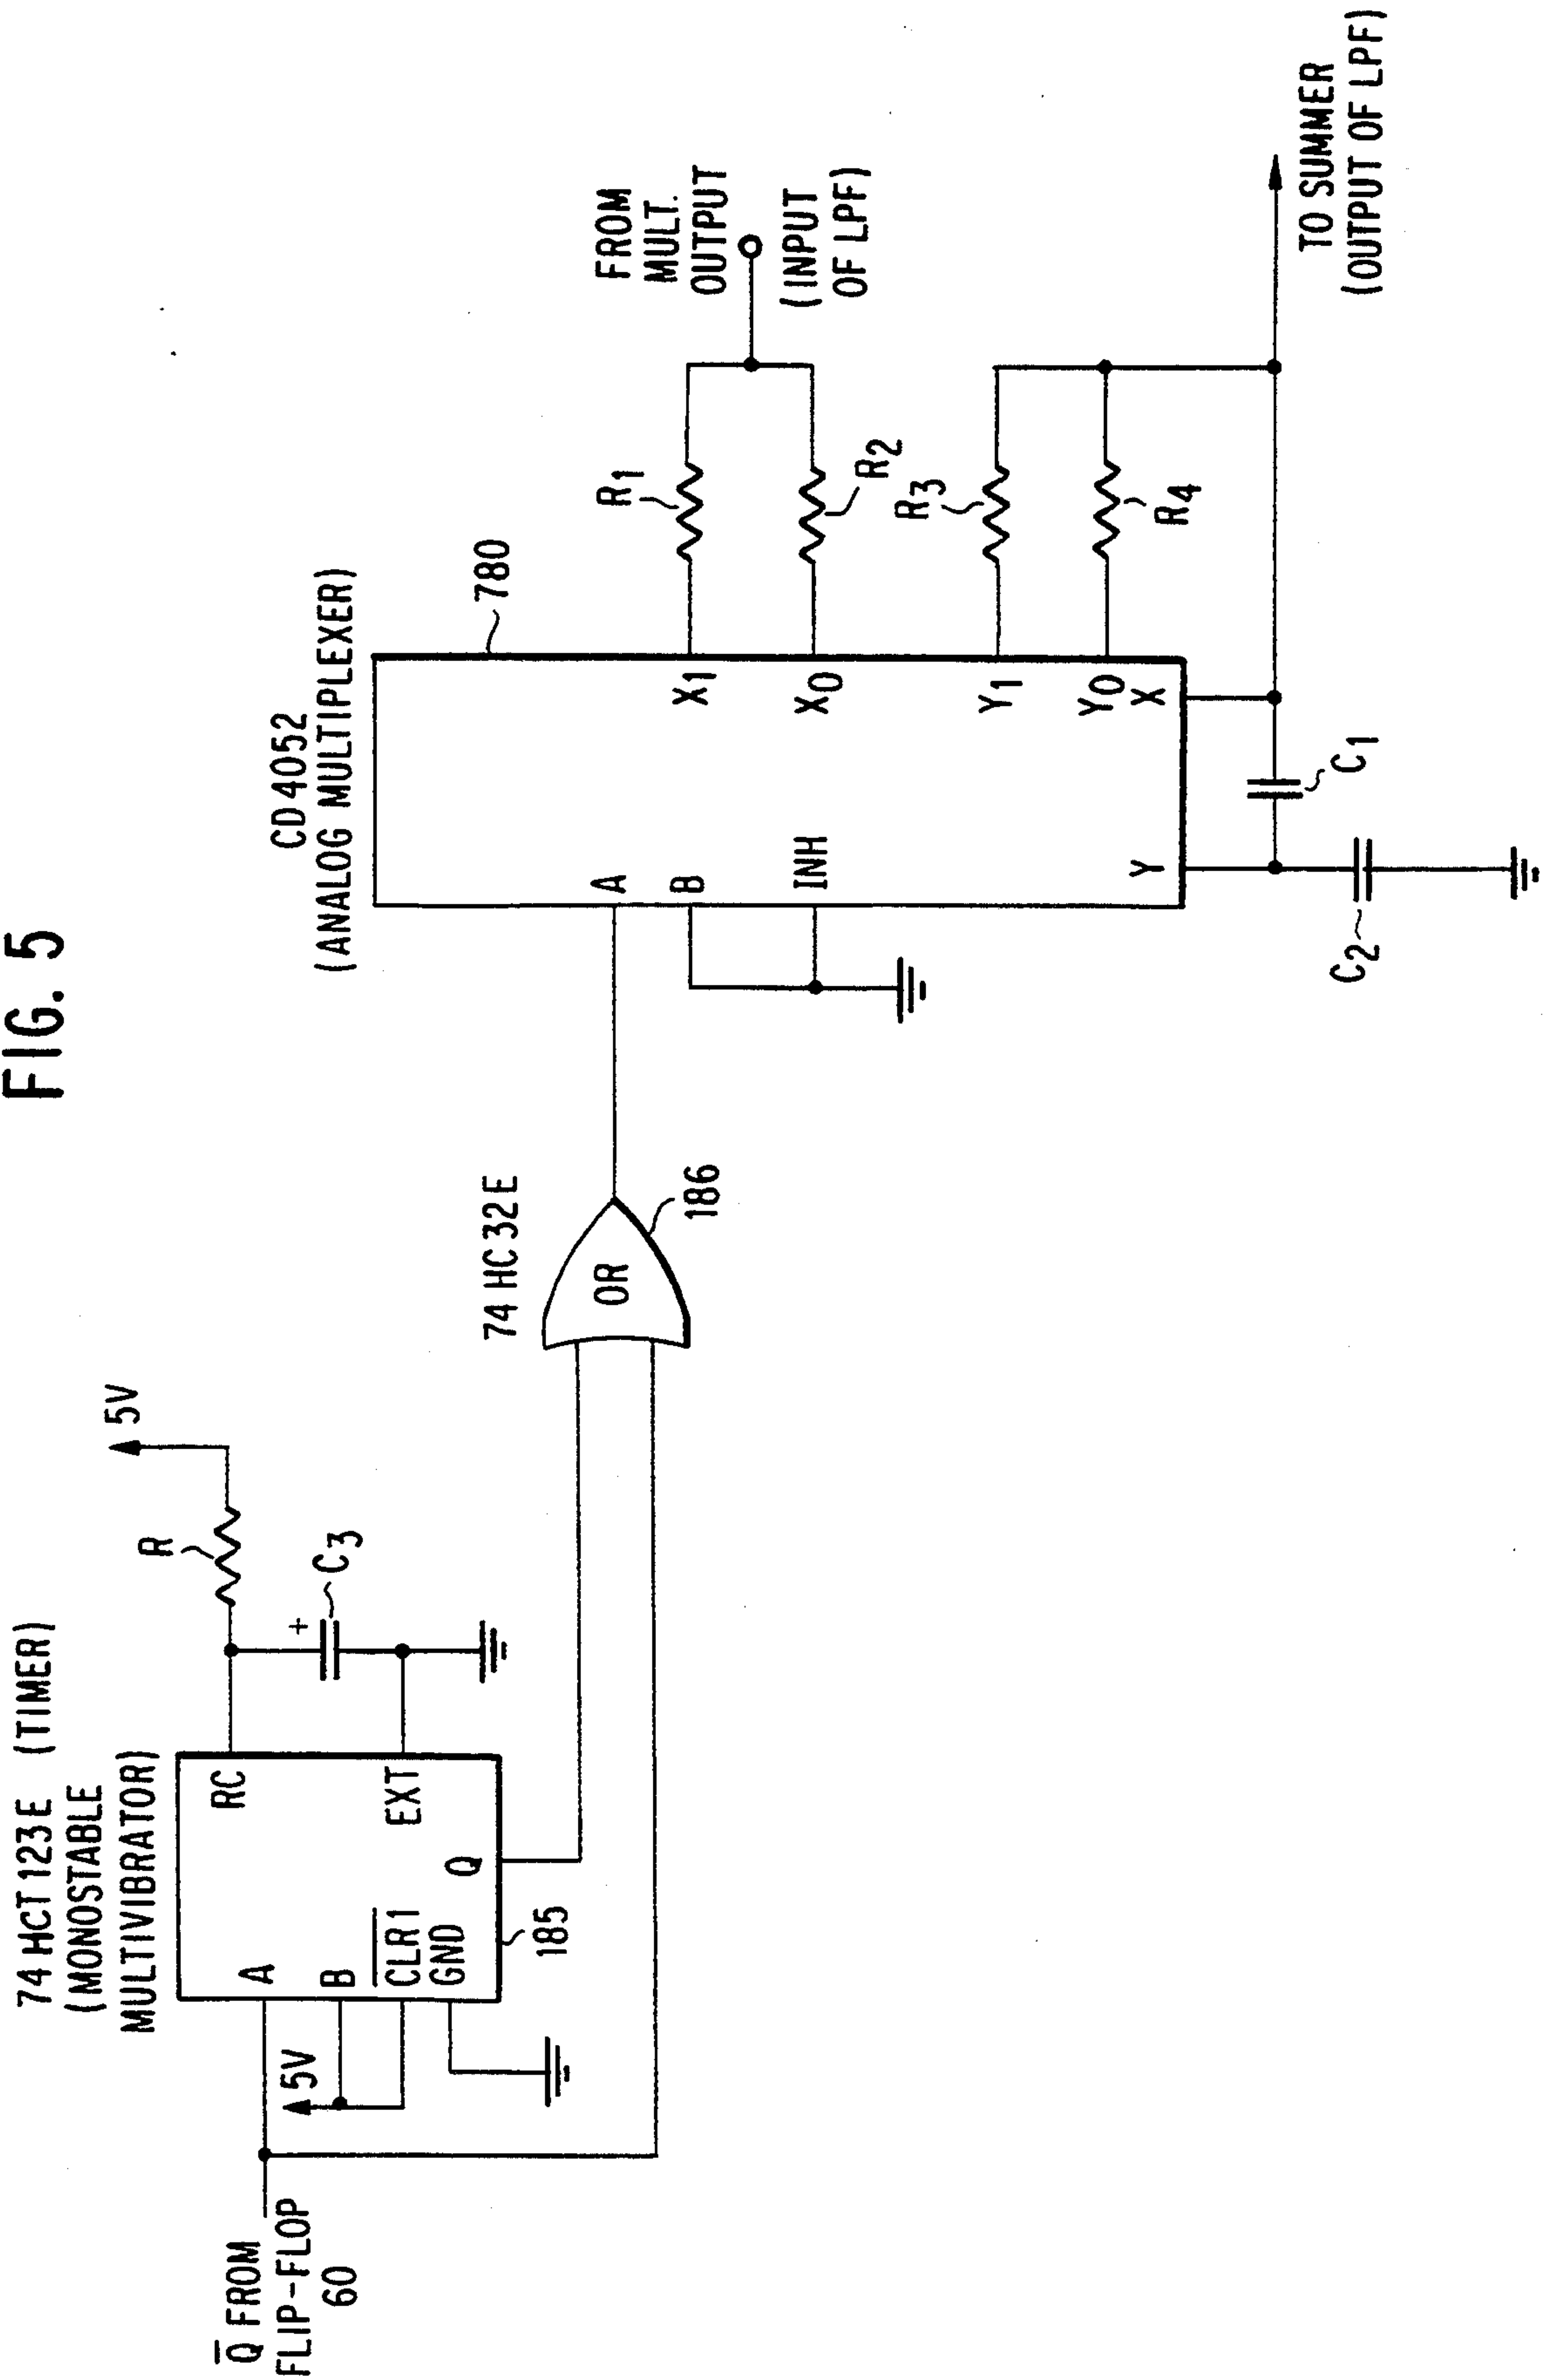 FIG. 5
74 HCT 123E (TIMER)
(MONOSTABLE
MULTIVIBRATOR)
Q̅ FROM
FLIP-FLOP
60
5V
A
B
C̅L̅R̅1̅
GND
RC
EXT
Q
185
R
5V
+
C3
74 HC 32 E
OR
186
CD 4052
(ANALOG MULTIPLEXER)
780
A
B
INH
Y
X1
X0
Y1
Y0
X
R1
R2
R3
R4
FROM
MULT.
OUTPUT
(INPUT
OF LPF)
C1
C2
TO SUMMER
(OUTPUT OF LPF)